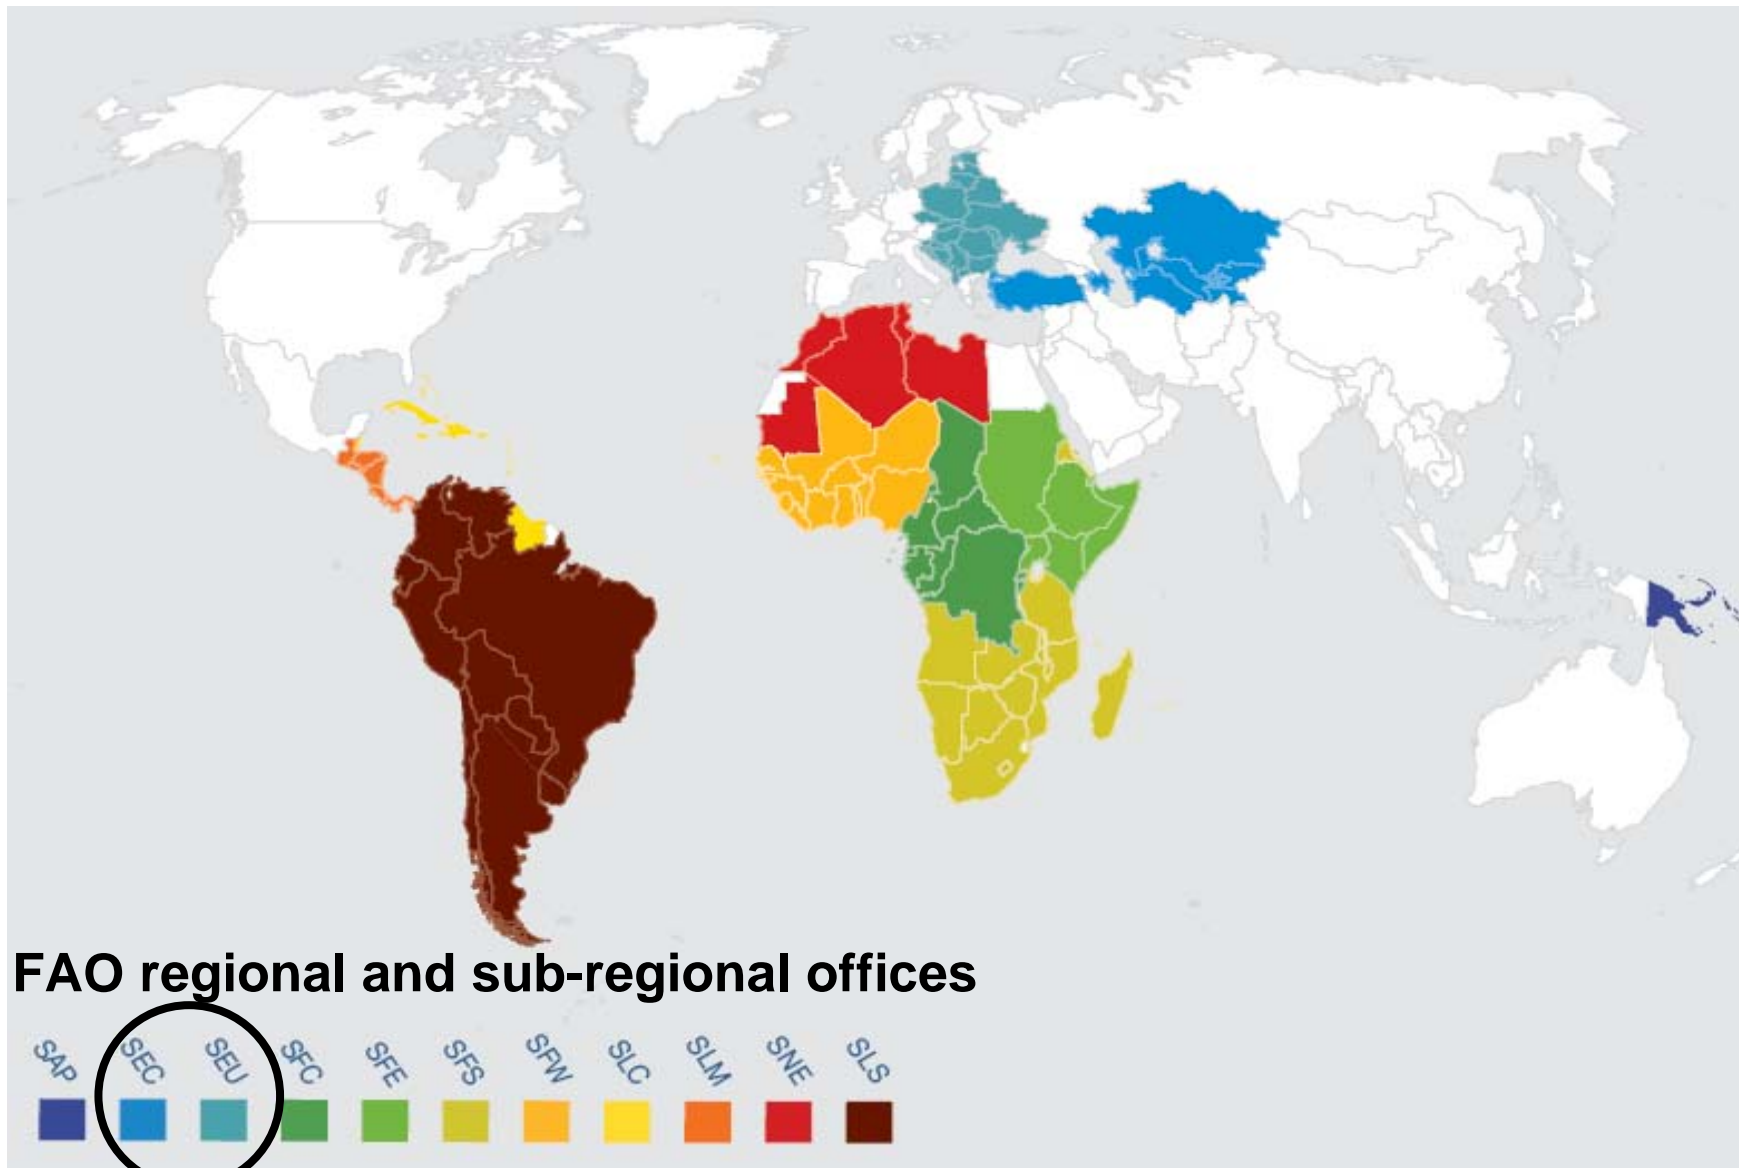 FAO regional and sub-regional offices
SAP SEC SEU SFC SFE SFS SFW SLC SLM SNE SLS